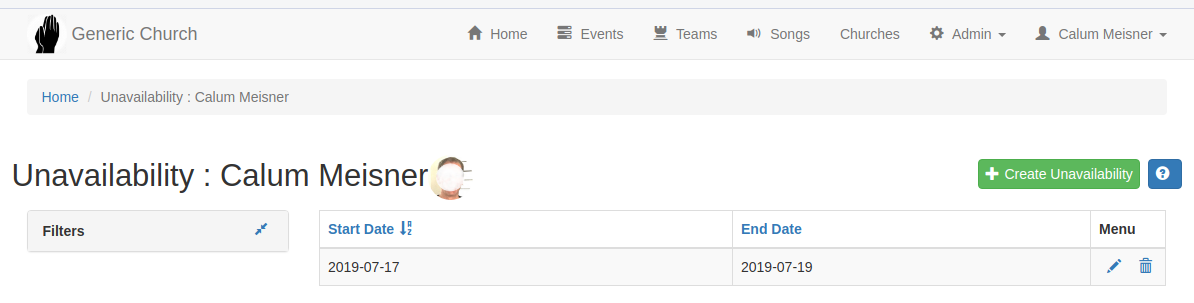 Generic Church
Home Events Teams Songs Churches Admin Calum Meisner
Home / Unavailability : Calum Meisner
Unavailability : Calum Meisner
Create Unavailability
Filters
Start Date End Date Menu
2019-07-17 2019-07-19